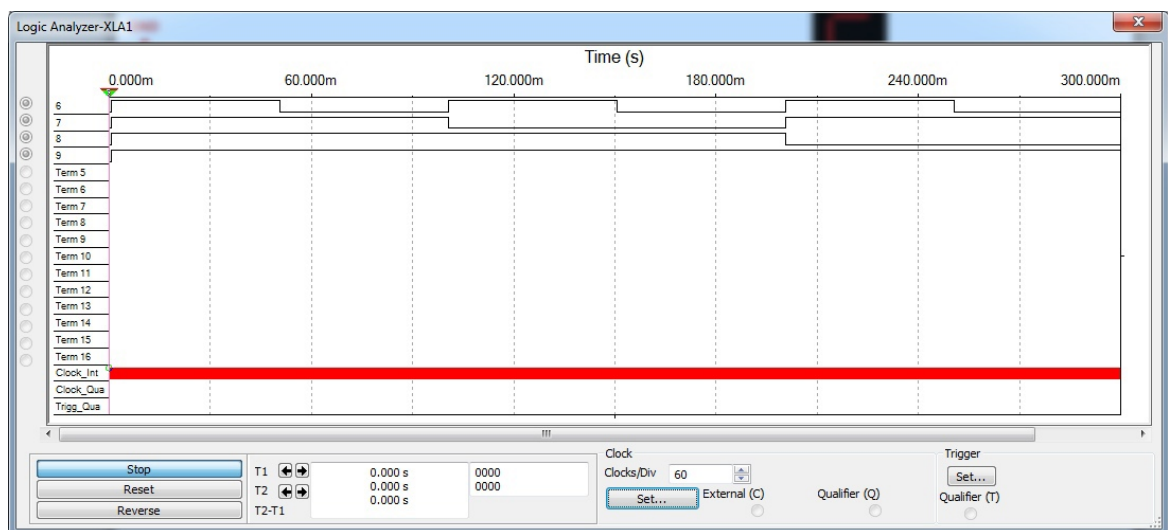 Logic Analyzer-XLA1
Time (s)
0.000m 60.000m 120.000m 180.000m 240.000m 300.000m
6
7
8
9
Term 5
Term 6
Term 7
Term 8
Term 9
Term 10
Term 11
Term 12
Term 13
Term 14
Term 15
Term 16
Clock_Int
Clock_Qua
Trigg_Qua
Stop
Reset
Reverse
T1 0.000 s 0000
T2 0.000 s 0000
T2-T1 0.000 s
Clock
Clocks/Div 60
Set... External (C) Qualifier (Q)
Trigger
Set...
Qualifier (T)